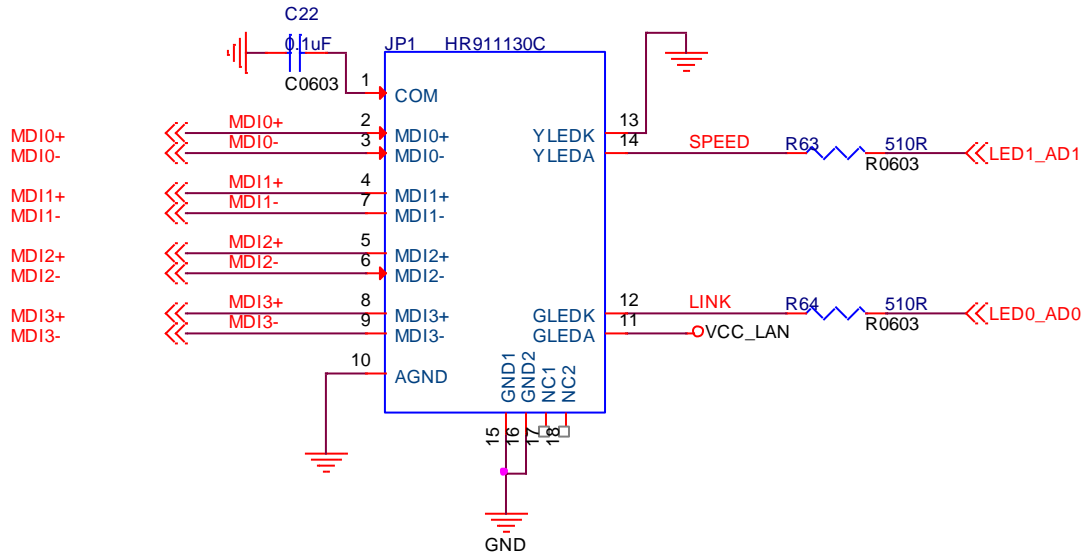 C22
0.1uF
C0603
JP1 HR911130C
1
COM
MDI0+ MDI0+ 2 MDI0+
MDI0- MDI0- 3 MDI0-
MDI1+ MDI1+ 4 MDI1+
MDI1- MDI1- 7 MDI1-
MDI2+ MDI2+ 5 MDI2+
MDI2- MDI2- 6 MDI2-
MDI3+ MDI3+ 8 MDI3+
MDI3- MDI3- 9 MDI3-
10 AGND
YLEDK 13
YLEDA 14 SPEED R63 510R LED1_AD1
R0603
GLEDK 12 LINK R64 510R LED0_AD0
R0603
GLEDA 11 VCC_LAN
GND1 GND2 NC1 NC2
15 16 17 18
GND